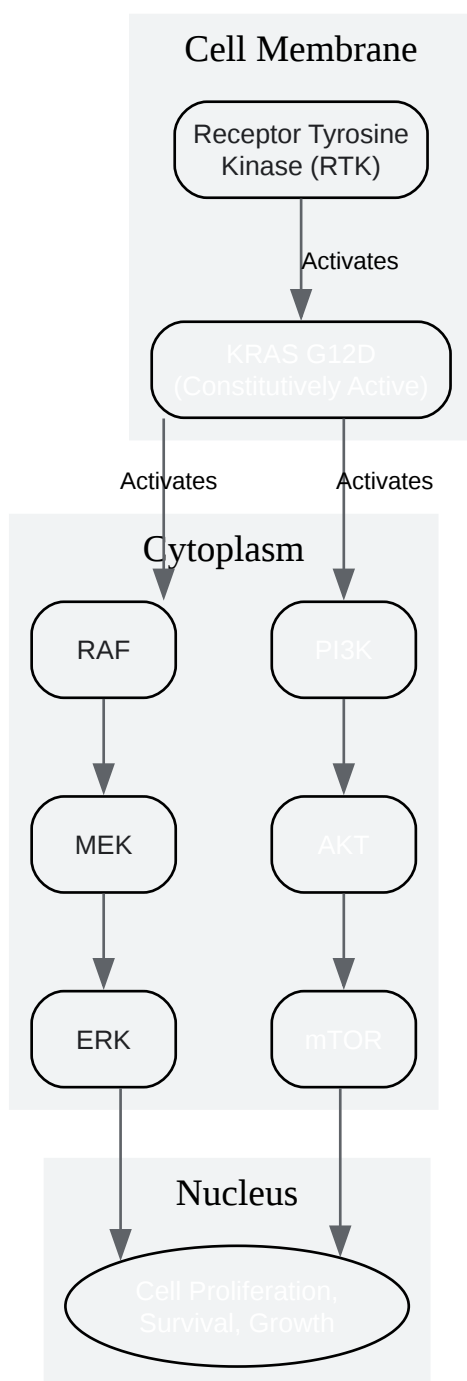 Cell Membrane
Receptor Tyrosine
Kinase (RTK)
Activates
KRAS G12D
(Constitutively Active)
Activates
Activates
Cytoplasm
RAF
PI3K
MEK
AKT
ERK
mTOR
Nucleus
Cell Proliferation,
Survival, Growth